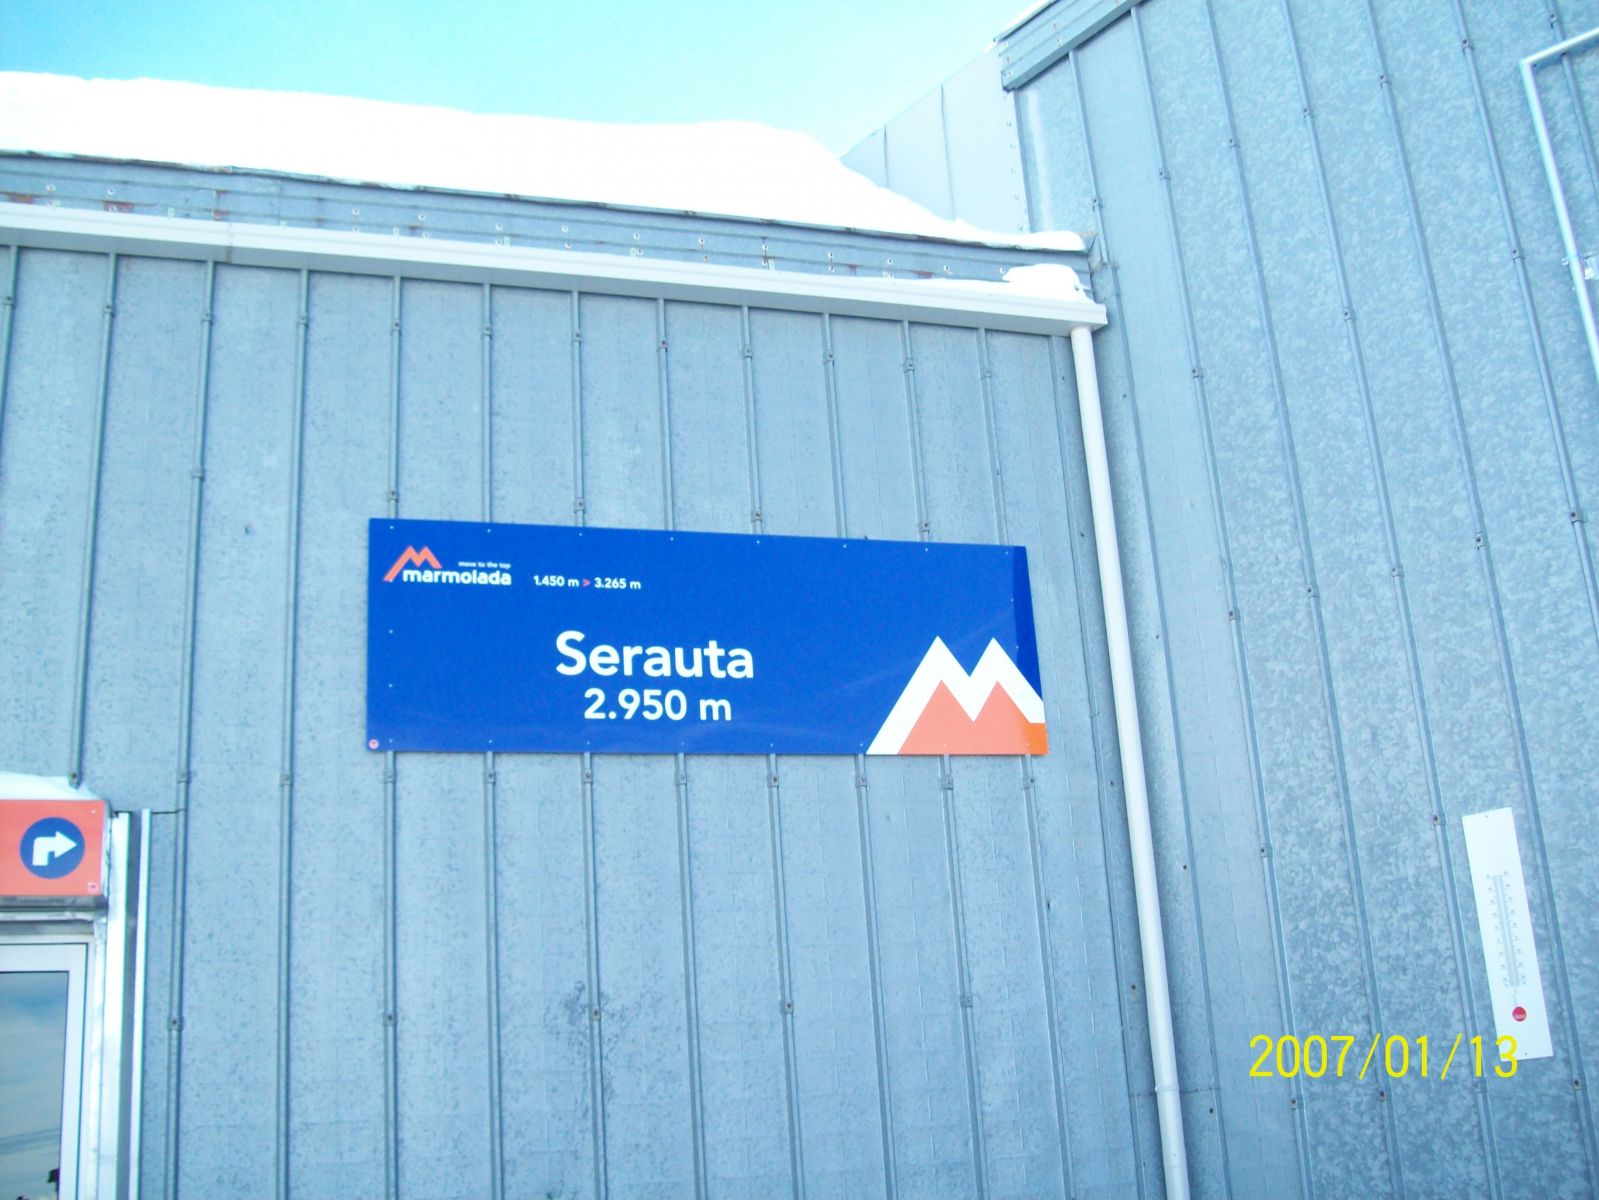 move to the top
marmolada
1.450 m > 3.265 m
Serauta
2.950 m
2007/01/13